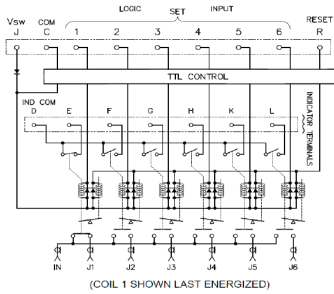 LOGIC SET INPUT
Vsw COM RESET
J C 1 2 3 4 5 6 R
TTL CONTROL
IND COM
D E F G H K L
INDICATOR TERMINALS
IN J1 J2 J3 J4 J5 J6
(COIL 1 SHOWN LAST ENERGIZED)